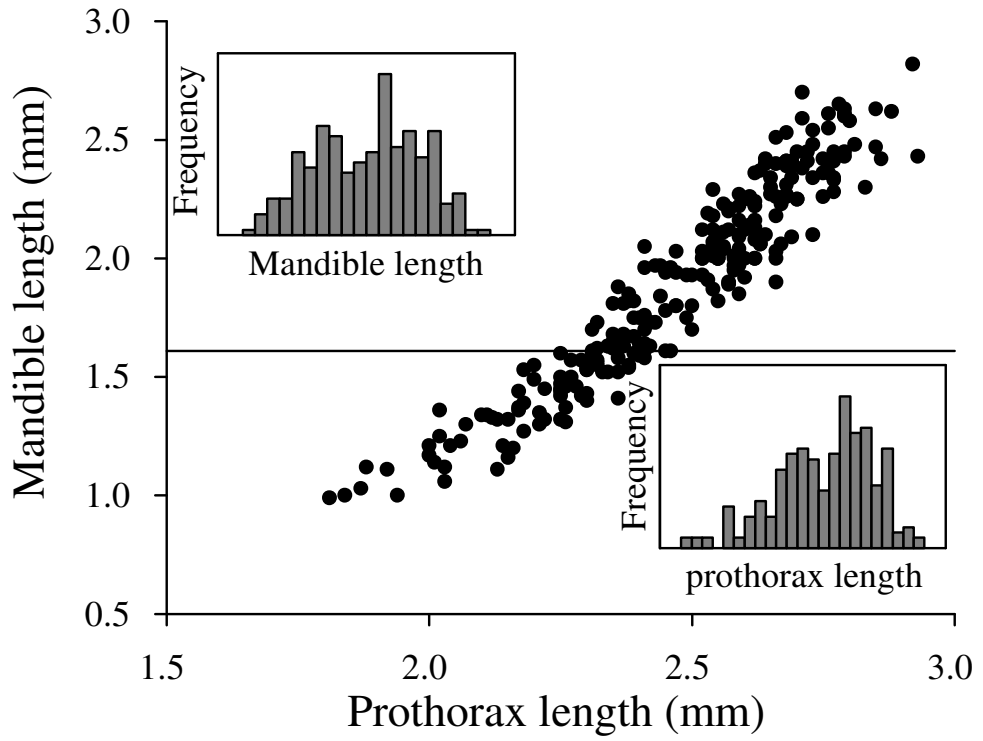 3.0
2.5
2.0
1.5
1.0
0.5
Mandible length (mm)
Frequency
Mandible length
Frequency
prothorax length
1.5 2.0 2.5 3.0
Prothorax length (mm)